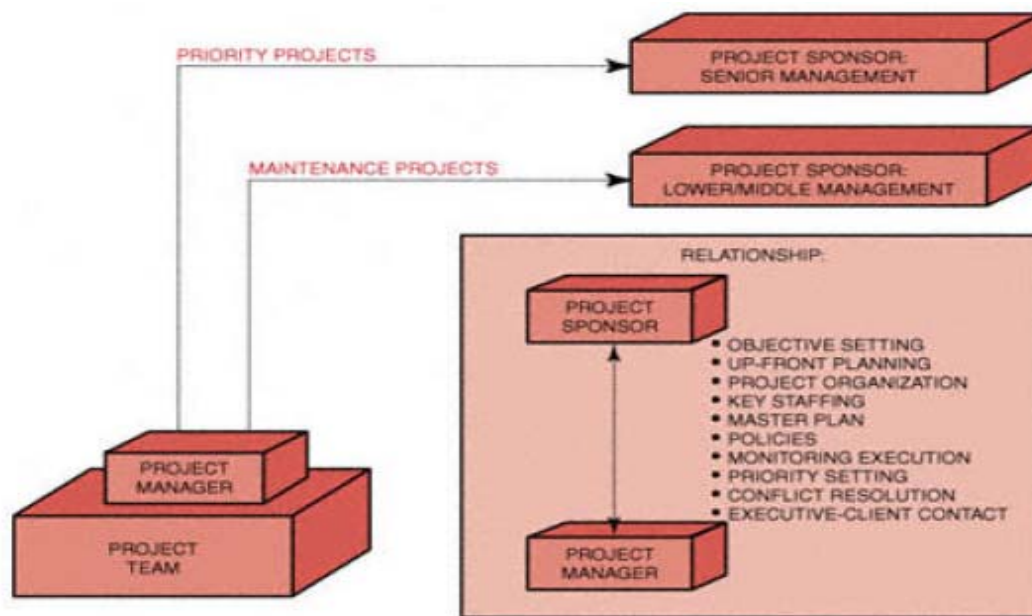 PRIORITY PROJECTS
PROJECT SPONSOR:
SENIOR MANAGEMENT
MAINTENANCE PROJECTS
PROJECT SPONSOR:
LOWER/MIDDLE MANAGEMENT
PROJECT
MANAGER
PROJECT
TEAM
RELATIONSHIP:
PROJECT
SPONSOR
• OBJECTIVE SETTING
• UP-FRONT PLANNING
• PROJECT ORGANIZATION
• KEY STAFFING
• MASTER PLAN
• POLICIES
• MONITORING EXECUTION
• PRIORITY SETTING
• CONFLICT RESOLUTION
• EXECUTIVE-CLIENT CONTACT
PROJECT
MANAGER